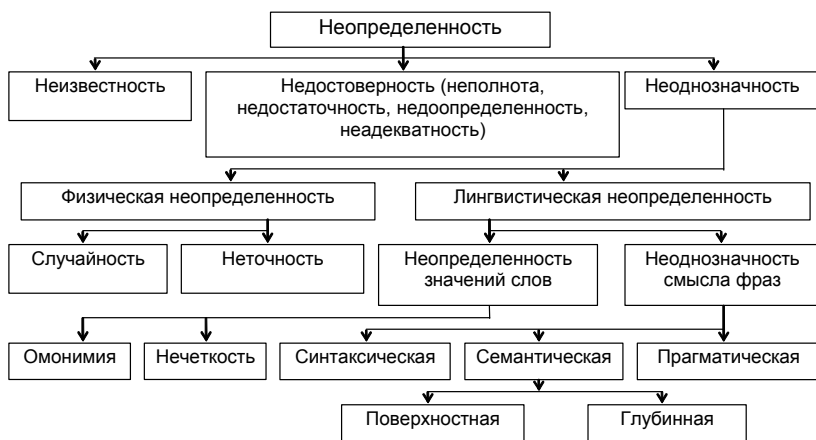 Неопределенность
Неизвестность
Недостоверность (неполнота,
недостаточность, недоопределенность,
неадекватность)
Неоднозначность
Физическая неопределенность
Лингвистическая неопределенность
Случайность
Неточность
Неопределенность
значений слов
Неоднозначность
смысла фраз
Омонимия
Нечеткость
Синтаксическая
Семантическая
Прагматическая
Поверхностная
Глубинная